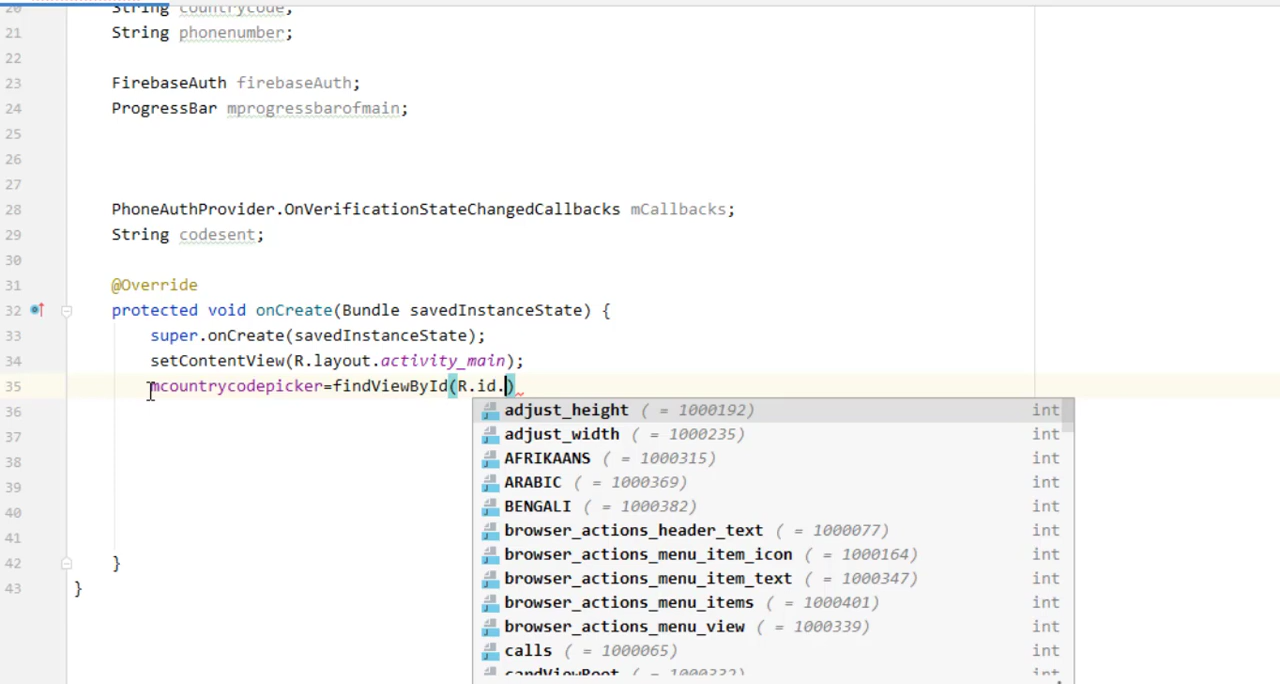 20 String countrycode;
21 String phonenumber;
22
23 FirebaseAuth firebaseAuth;
24 ProgressBar mprogressbarofmain;
25
26
27
28 PhoneAuthProvider.OnVerificationStateChangedCallbacks mCallbacks;
29 String codesent;
30
31 @Override
32 protected void onCreate(Bundle savedInstanceState) {
33 super.onCreate(savedInstanceState);
34 setContentView(R.layout.activity_main);
35 mcountrycodepicker=findViewById(R.id.)
36
adjust_height ( = 1000192) int
37
adjust_width ( = 1000235) int
38
AFRIKAANS ( = 1000315) int
39
ARABIC ( = 1000369) int
40
BENGALI ( = 1000382) int
41
browser_actions_header_text ( = 1000077) int
42 }
browser_actions_menu_item_icon ( = 1000164) int
43 }
browser_actions_menu_item_text ( = 1000347) int
browser_actions_menu_items ( = 1000401) int
browser_actions_menu_view ( = 1000339) int
calls ( = 1000065) int